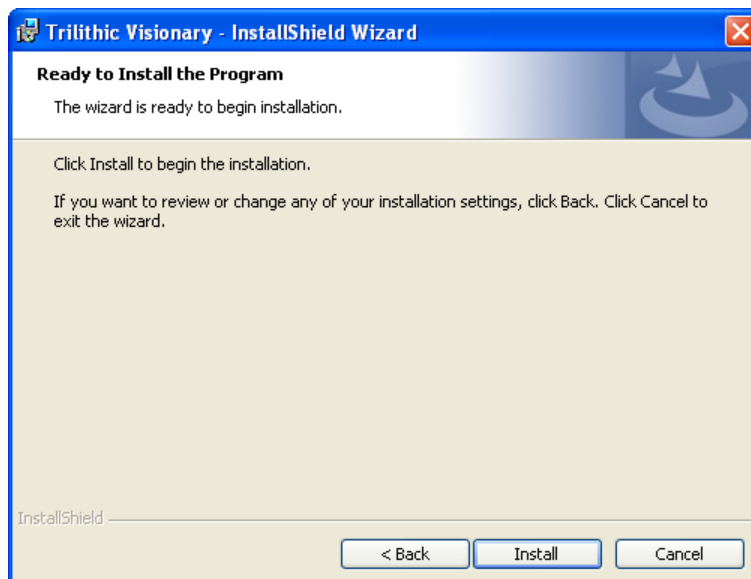 Trilithic Visionary - InstallShield Wizard
Ready to Install the Program
The wizard is ready to begin installation.
Click Install to begin the installation.
If you want to review or change any of your installation settings, click Back. Click Cancel to
exit the wizard.
InstallShield
< Back Install Cancel